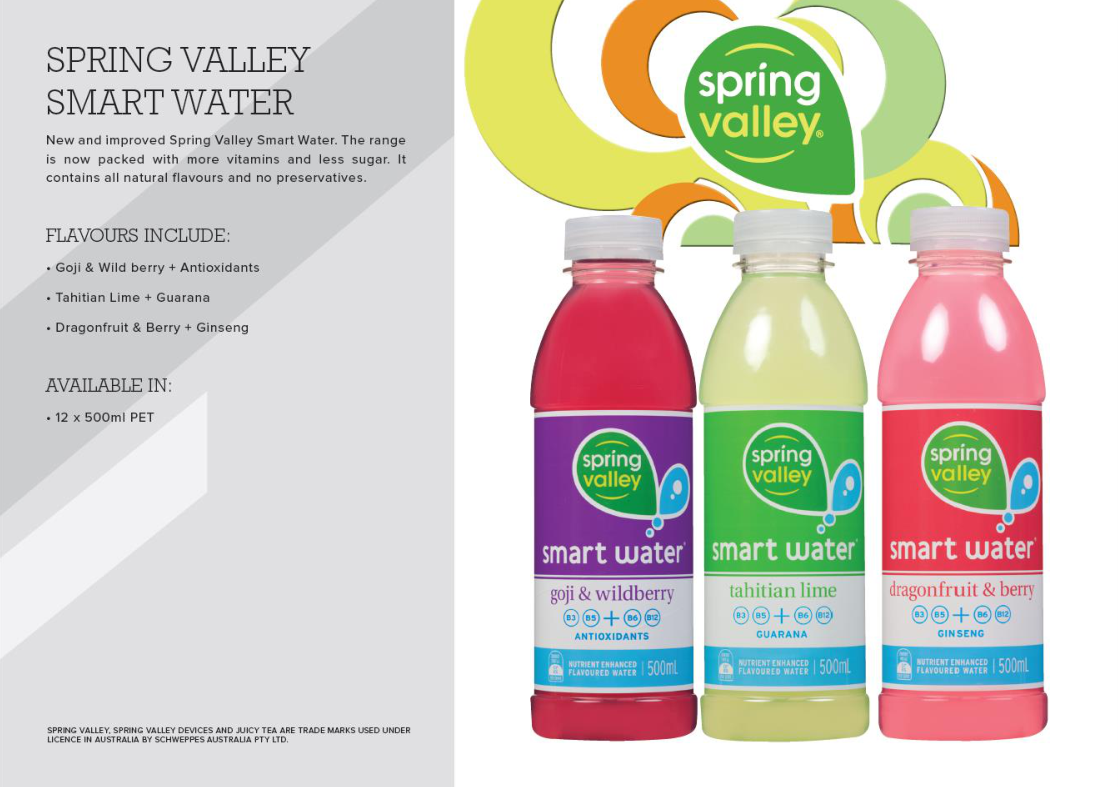 SPRING VALLEY
SMART WATER
New and improved Spring Valley Smart Water. The range
is now packed with more vitamins and less sugar. It
contains all natural flavours and no preservatives.
FLAVOURS INCLUDE:
• Goji & Wild berry + Antioxidants
• Tahitian Lime + Guarana
• Dragonfruit & Berry + Ginseng
AVAILABLE IN:
• 12 x 500ml PET
SPRING VALLEY, SPRING VALLEY DEVICES AND JUICY TEA ARE TRADE MARKS USED UNDER
LICENCE IN AUSTRALIA BY SCHWEPPES AUSTRALIA PTY LTD.
spring
valley®
spring
valley
smart water
goji & wildberry
B3 B5 + B6 B12
ANTIOXIDANTS
NUTRIENT ENHANCED
FLAVOURED WATER | 500mL
spring
valley
smart water
tahitian lime
B3 B5 + B6 B12
GUARANA
NUTRIENT ENHANCED
FLAVOURED WATER | 500mL
spring
valley
smart water
dragonfruit & berry
B3 B5 + B6 B12
GINSENG
NUTRIENT ENHANCED
FLAVOURED WATER | 500mL